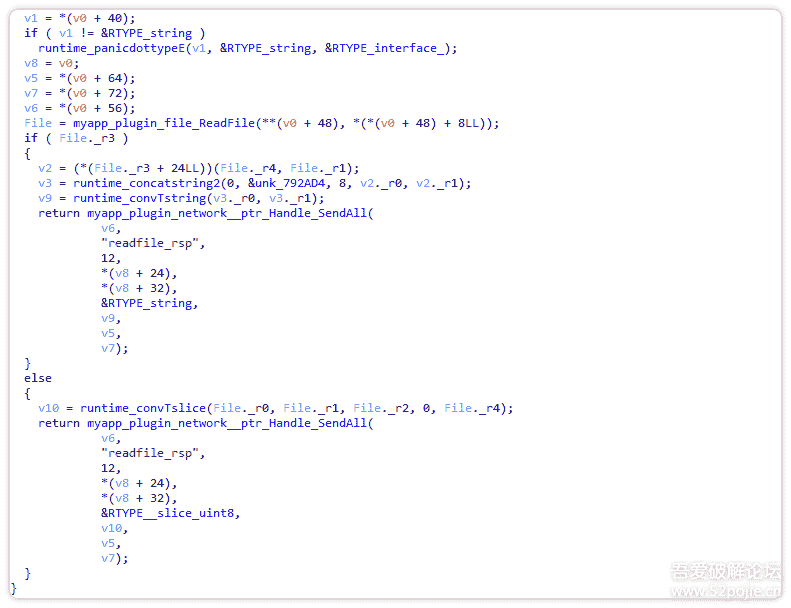 v1 = *(v0 + 40);
if ( v1 != &RTYPE_string )
runtime_panicdottypeE(v1, &RTYPE_string, &RTYPE_interface_);
v8 = v0;
v5 = *(v0 + 64);
v7 = *(v0 + 72);
v6 = *(v0 + 56);
File = myapp_plugin_file_ReadFile(**(v0 + 48), *(*(v0 + 48) + 8LL));
if ( File._r3 )
{
v2 = (*(File._r3 + 24LL))(File._r4, File._r1);
v3 = runtime_concatstring2(0, &unk_792AD4, 8, v2._r0, v2._r1);
v9 = runtime_convTstring(v3._r0, v3._r1);
return myapp_plugin_network__ptr_Handle_SendAll(
v6,
"readfile_rsp",
12,
*(v8 + 24),
*(v8 + 32),
&RTYPE_string,
v9,
v5,
v7);
}
else
{
v10 = runtime_convTslice(File._r0, File._r1, File._r2, 0, File._r4);
return myapp_plugin_network__ptr_Handle_SendAll(
v6,
"readfile_rsp",
12,
*(v8 + 24),
*(v8 + 32),
&RTYPE__slice_uint8,
v10,
v5,
v7);
}
}
吾爱破解论坛
www.52pojie.cn